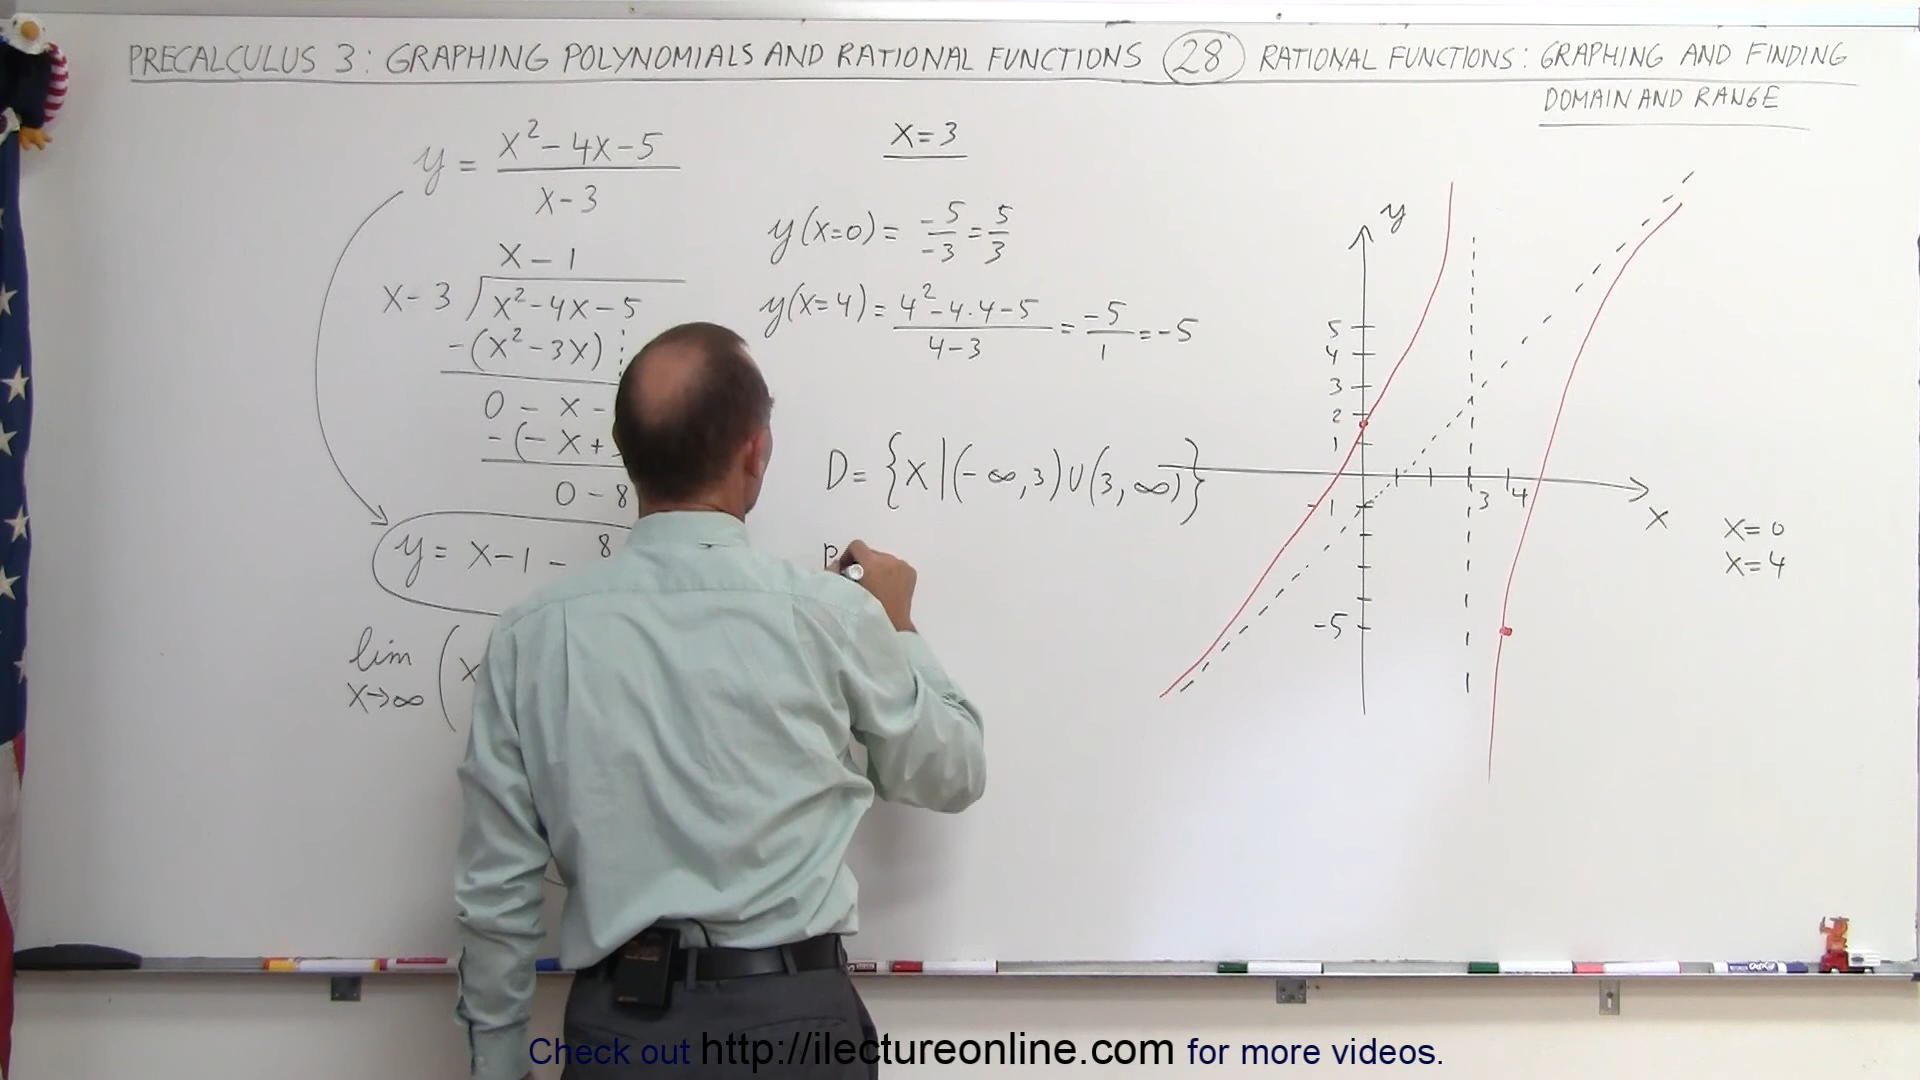 PRECALCULUS 3: GRAPHING POLYNOMIALS AND RATIONAL FUNCTIONS 28 RATIONAL FUNCTIONS: GRAPHING AND FINDING
DOMAIN AND RANGE
y = x² - 4x - 5
x - 3
x - 1
x - 3 x² - 4x - 5
-(x² - 3x)
0 - x -
-(-x +
0 - 8
y = x - 1 - 8
lim
x→∞ (x
x = 3
y(x=0) = -5/-3 = 5/3
y(x=4) = 4² - 4·4 - 5 / 4 - 3 = -5/1 = -5
D = {x|(-∞,3)∪(3,∞)}
y
5
4
3
2
1
-1
-5
3 4
x
x=0
x=4
Check out http://ilectureonline.com for more videos.